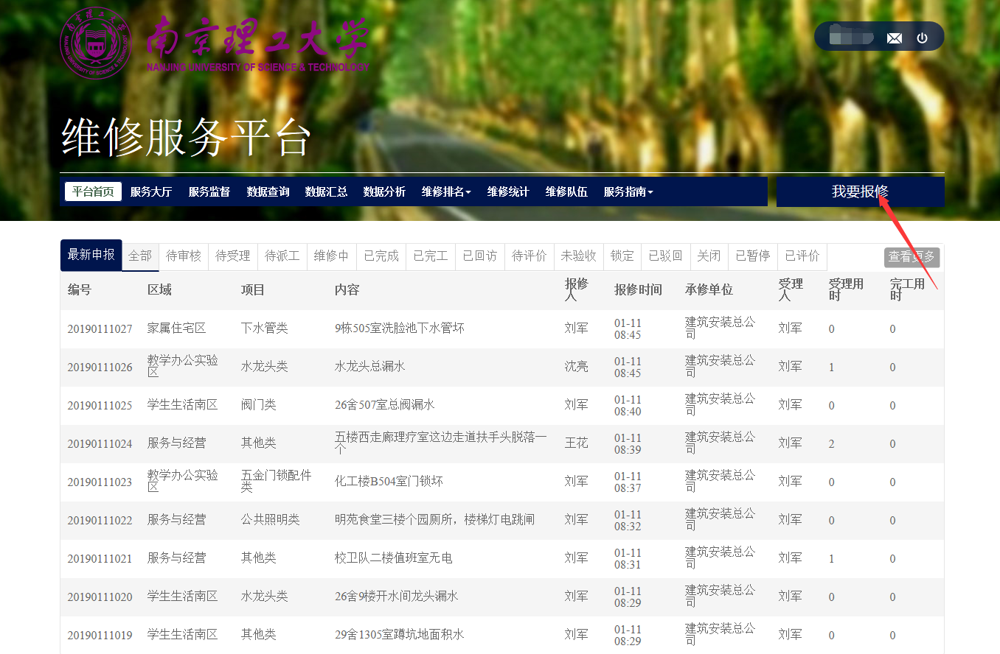 南京理工大学
NANJING UNIVERSITY OF SCIENCE & TECHNOLOGY
维修服务平台
平台首页 服务大厅 服务监督 数据查询 数据汇总 数据分析 维修排名 维修统计 维修队伍 服务指南 我要报修
最新申报 全部 待审核 待受理 待派工 维修中 已完成 已完工 已回访 待评价 未验收 锁定 已驳回 关闭 已暂停 已评价 查看更多
编号 区域 项目 内容 报修人 报修时间 承修单位 受理人 受理用时 完工用时
20190111027 家属住宅区 下水管类 9栋505室洗脸池下水管坏 刘军 01-11 08:45 建筑安装总公司 刘军 0 0
20190111026 教学办公实验区 水龙头类 水龙头总漏水 沈亮 01-11 08:45 建筑安装总公司 刘军 1 0
20190111025 学生生活南区 阀门类 26舍507室总阀漏水 刘军 01-11 08:40 建筑安装总公司 刘军 0 0
20190111024 服务与经营 其他类 五楼西走廊理疗室这边走道扶手头脱落一个 王花 01-11 08:39 建筑安装总公司 刘军 2 0
20190111023 教学办公实验区 五金门锁配件类 化工楼B504室门锁坏 刘军 01-11 08:37 建筑安装总公司 刘军 0 0
20190111022 服务与经营 公共照明类 明苑食堂三楼个园厕所，楼梯灯电跳闸 刘军 01-11 08:32 建筑安装总公司 刘军 0 0
20190111021 服务与经营 其他类 校卫队二楼值班室无电 刘军 01-11 08:31 建筑安装总公司 刘军 1 0
20190111020 学生生活南区 水龙头类 26舍9楼开水间龙头漏水 刘军 01-11 08:29 建筑安装总公司 刘军 0 0
20190111019 学生生活南区 其他类 29舍1305室蹲坑地面积水 刘军 01-11 08:29 建筑安装总公司 刘军 0 0